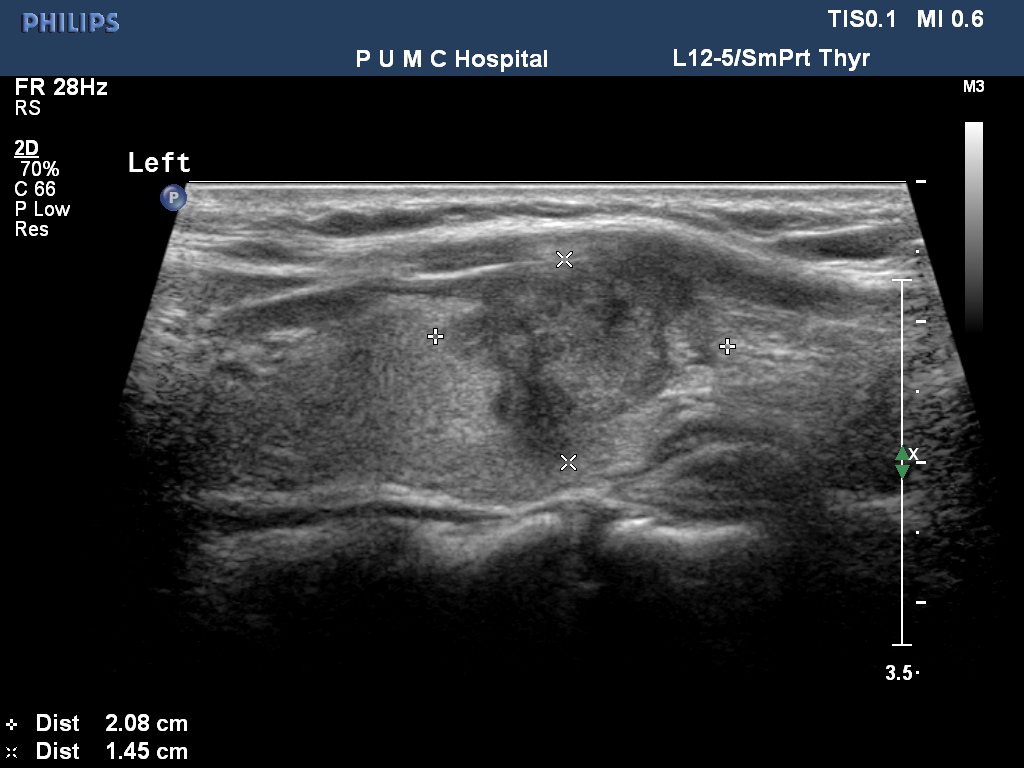 PHILIPS
TIS0.1 MI 0.6
P U M C Hospital
L12-5/SmPrt Thyr
FR 28Hz
RS
M3
2D
70%
C 66
P Low
Res
Left
P
X
3.5
Dist 2.08 cm
Dist 1.45 cm